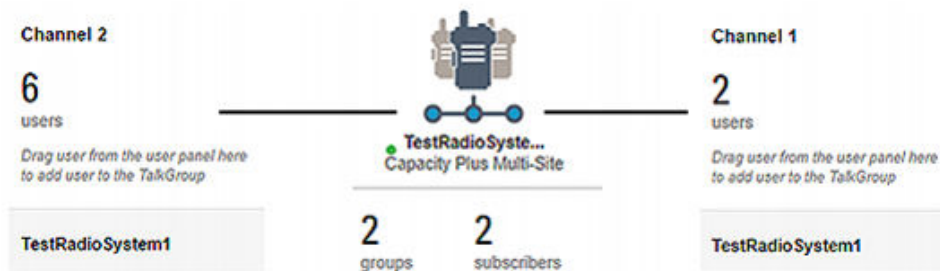 Channel 2
6
users
Drag user from the user panel here
to add user to the TalkGroup
TestRadioSystem1
TestRadioSyste...
Capacity Plus Multi-Site
2
groups
2
subscribers
Channel 1
2
users
Drag user from the user panel here
to add user to the TalkGroup
TestRadioSystem1